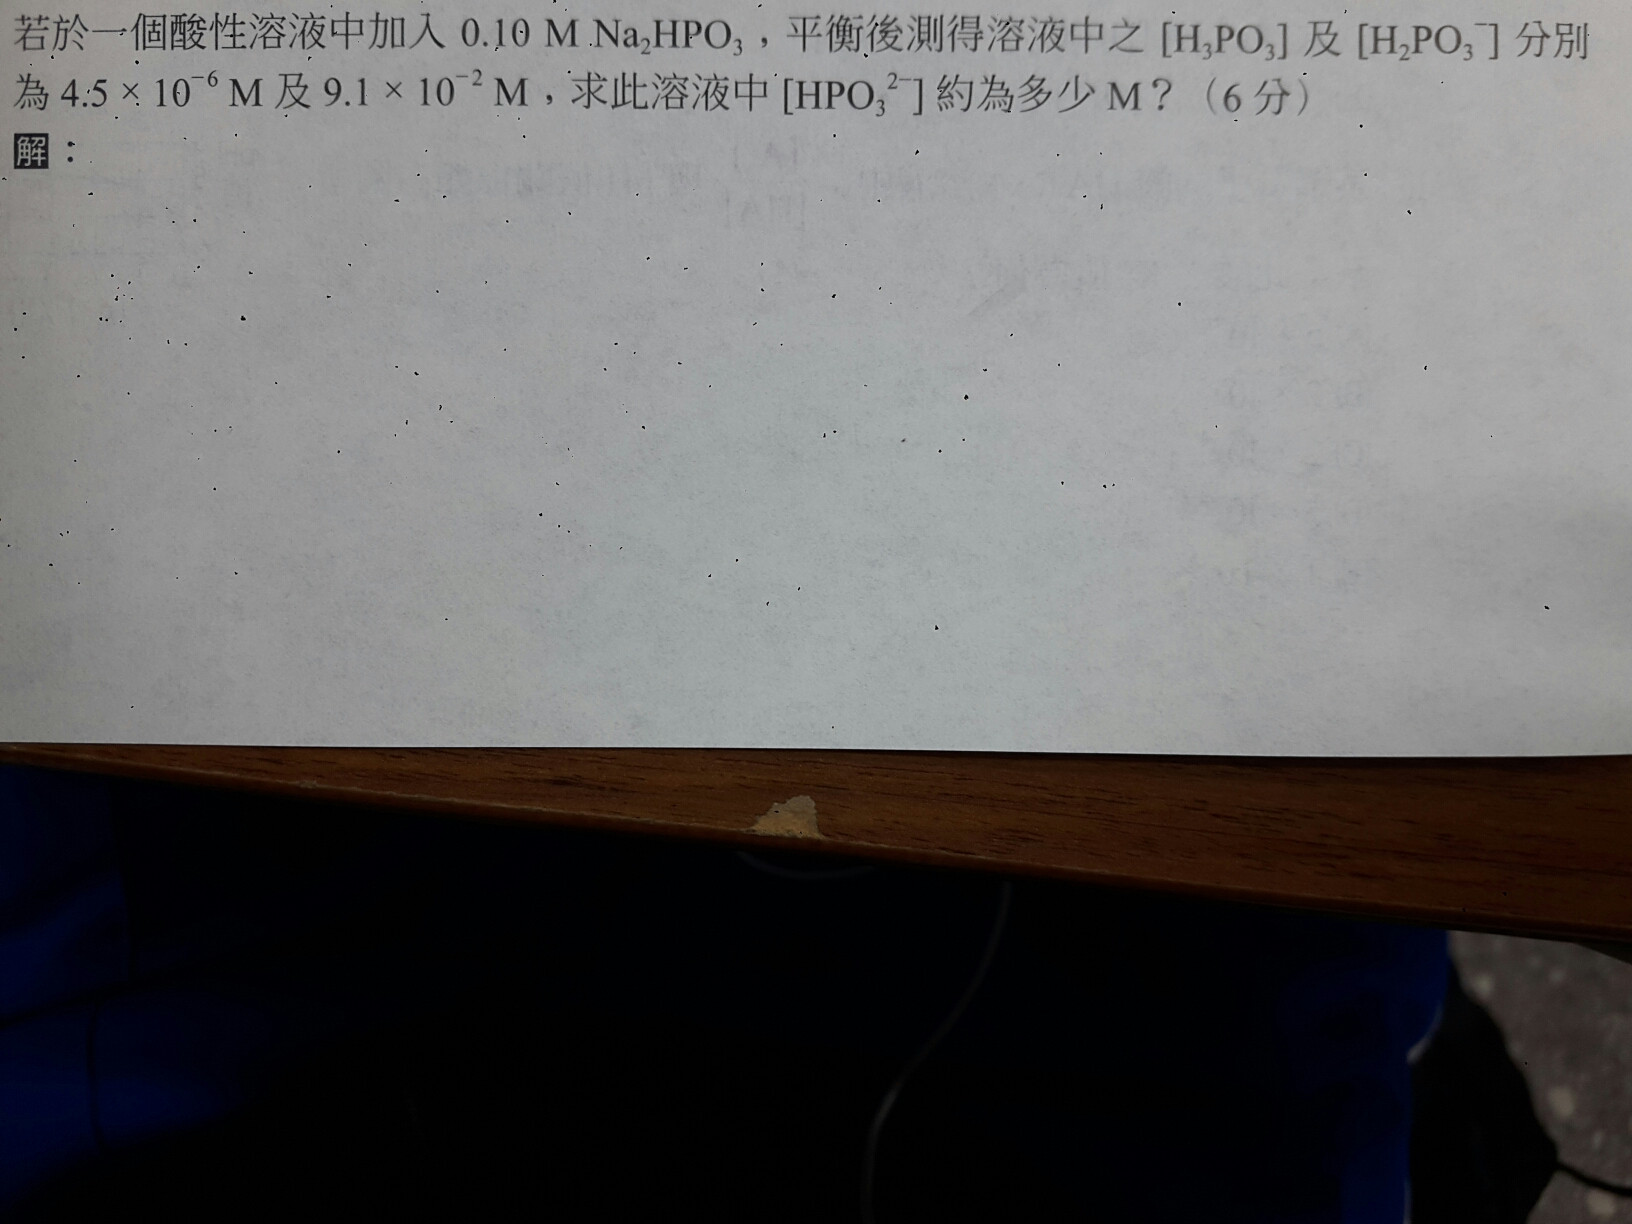 若於一個酸性溶液中加入 0.10 M Na₂HPO₃，平衡後測得溶液中之 [H₃PO₃] 及 [H₂PO₃⁻] 分別
為 4.5 × 10⁻⁶ M 及 9.1 × 10⁻² M，求此溶液中 [HPO₃²⁻] 約為多少 M？（6 分）
解：